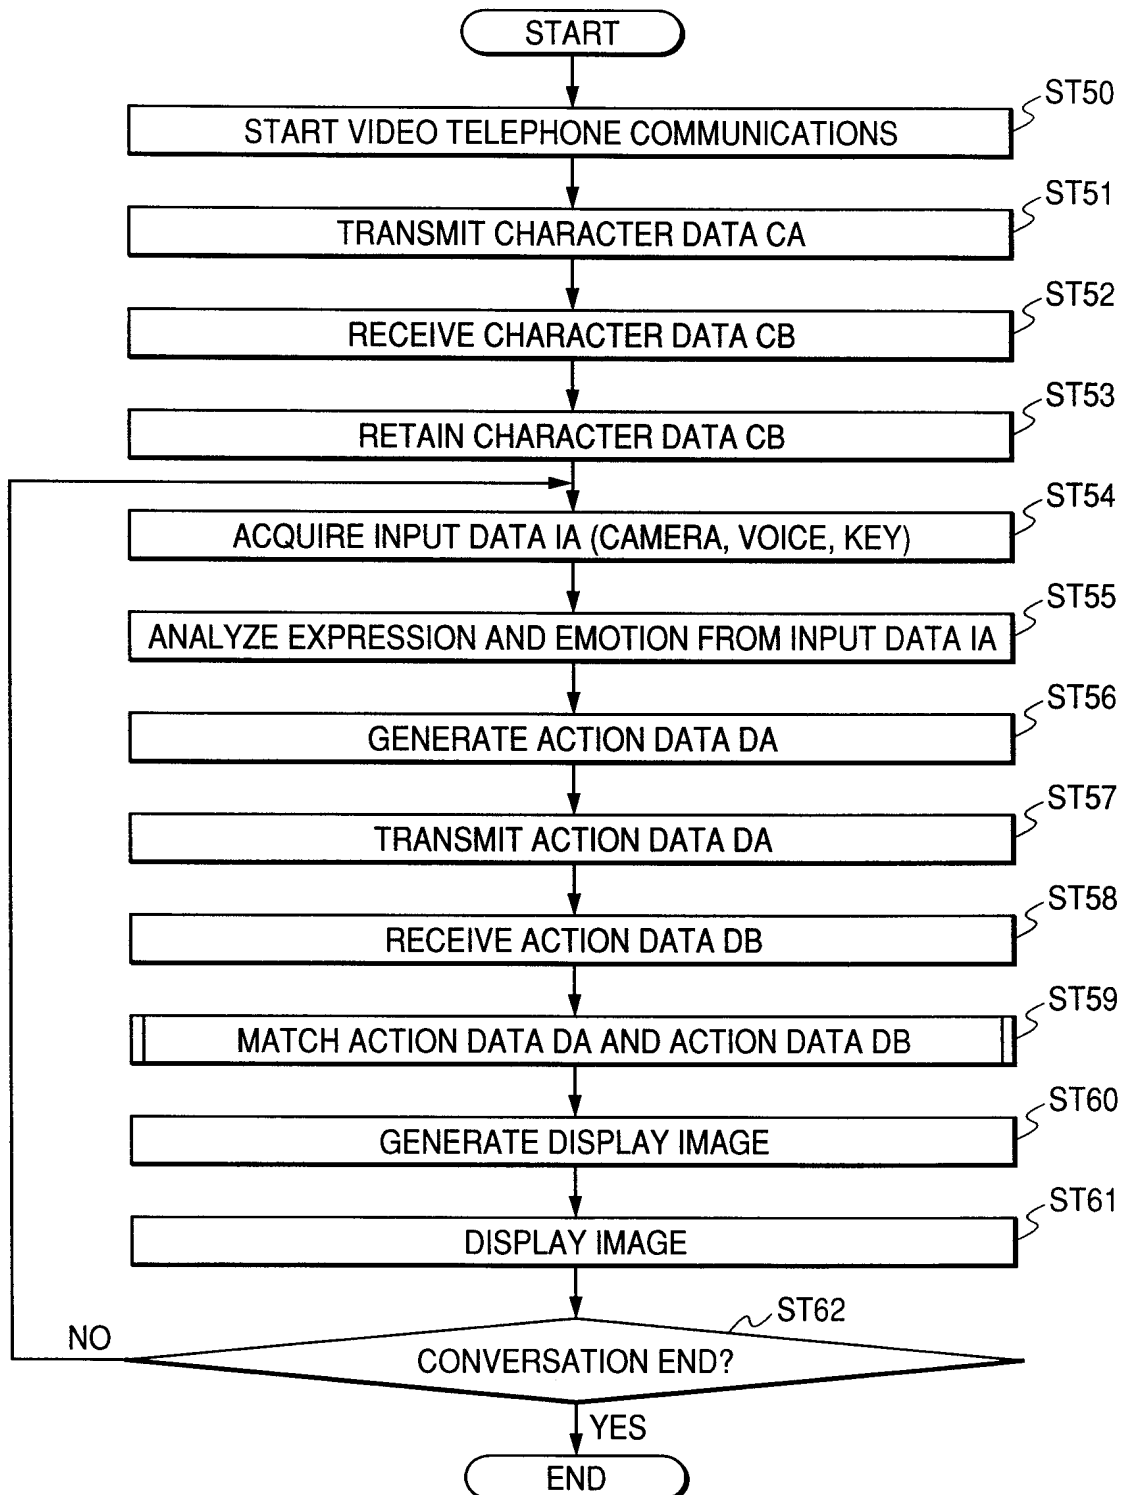 START
ST50
START VIDEO TELEPHONE COMMUNICATIONS
ST51
TRANSMIT CHARACTER DATA CA
ST52
RECEIVE CHARACTER DATA CB
ST53
RETAIN CHARACTER DATA CB
ST54
ACQUIRE INPUT DATA IA (CAMERA, VOICE, KEY)
ST55
ANALYZE EXPRESSION AND EMOTION FROM INPUT DATA IA
ST56
GENERATE ACTION DATA DA
ST57
TRANSMIT ACTION DATA DA
ST58
RECEIVE ACTION DATA DB
ST59
MATCH ACTION DATA DA AND ACTION DATA DB
ST60
GENERATE DISPLAY IMAGE
ST61
DISPLAY IMAGE
ST62
NO
CONVERSATION END?
YES
END